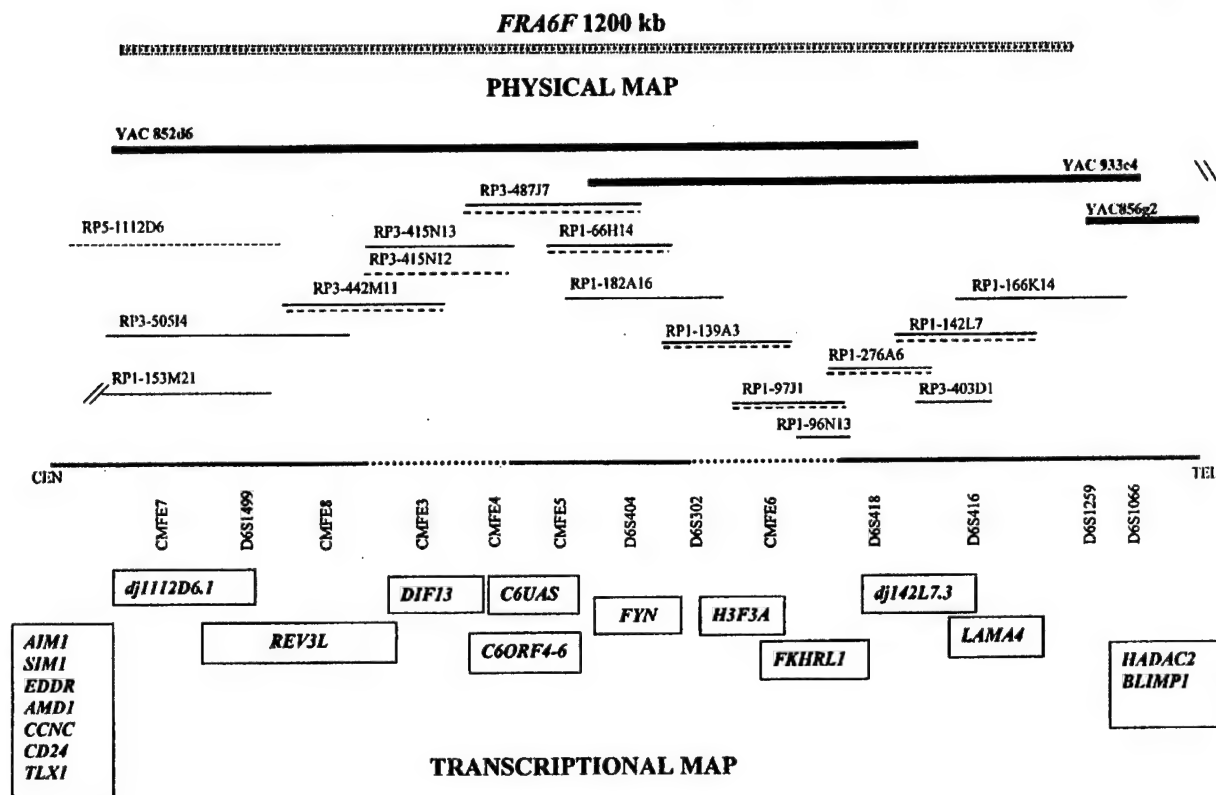 FRA6F 1200 kb
PHYSICAL MAP
YAC 852d6
YAC 933c4
RP3-487J7
YAC856g2
RP5-1112D6
RP3-415N13
RP1-66H14
RP3-415N12
RP1-182A16
RP1-166K14
RP3-442M11
RP3-505I4
RP1-139A3
RP1-142L7
RP1-276A6
RP1-153M21
RP1-97J1
RP3-403D1
RP1-96N13
CEN
TEL
CMFE7
D6S1499
CMFE8
CMFE3
CMFE4
CMFE5
D6S404
D6S302
CMFE6
D6S418
D6S416
D6S1259
D6S1066
dj1112D6.1
DIF13
C6UAS
FYN
H3F3A
dj142L7.3
REV3L
C6ORF4-6
FKHRL1
LAMA4
AIM1
SIM1
EDDR
AMD1
CCNC
CD24
TLX1
HADAC2
BLIMP1
TRANSCRIPTIONAL MAP